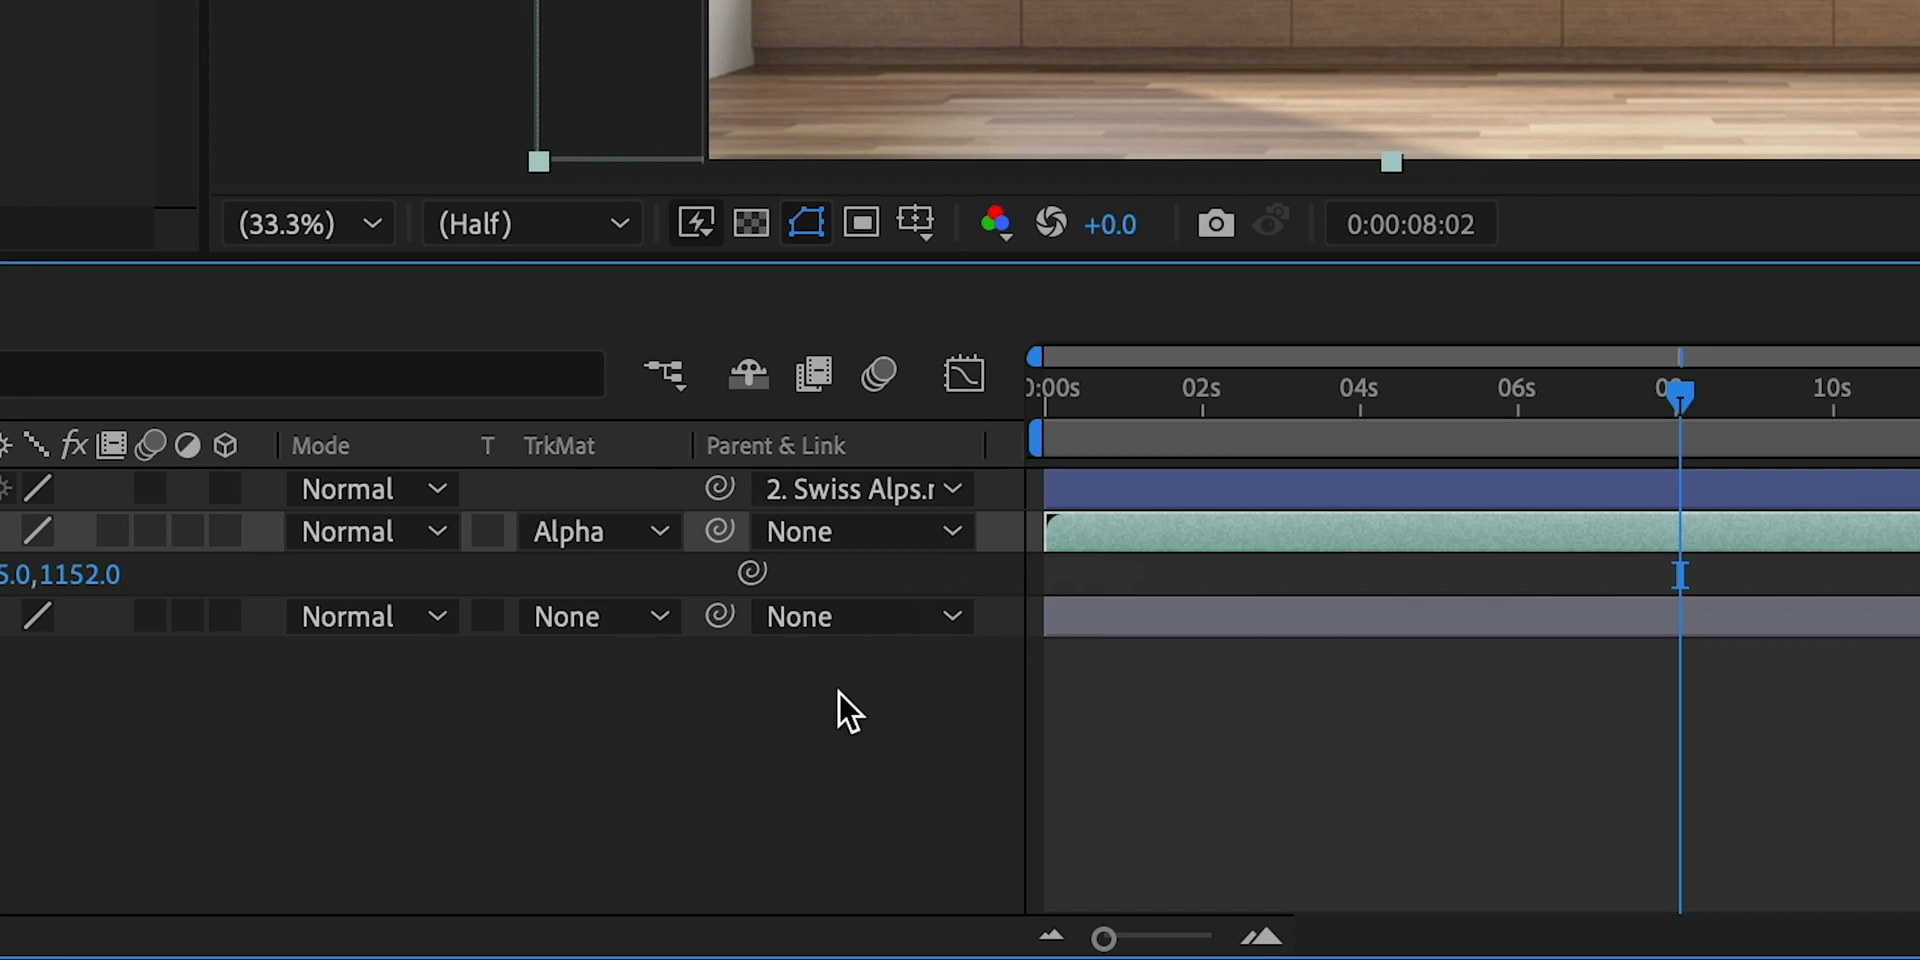 (33.3%) (Half) +0.0 0:00:08:02
0:00s 02s 04s 06s 10s
fx Mode T TrkMat Parent & Link
Normal 2. Swiss Alps.
Normal Alpha None
5.0,1152.0
Normal None None